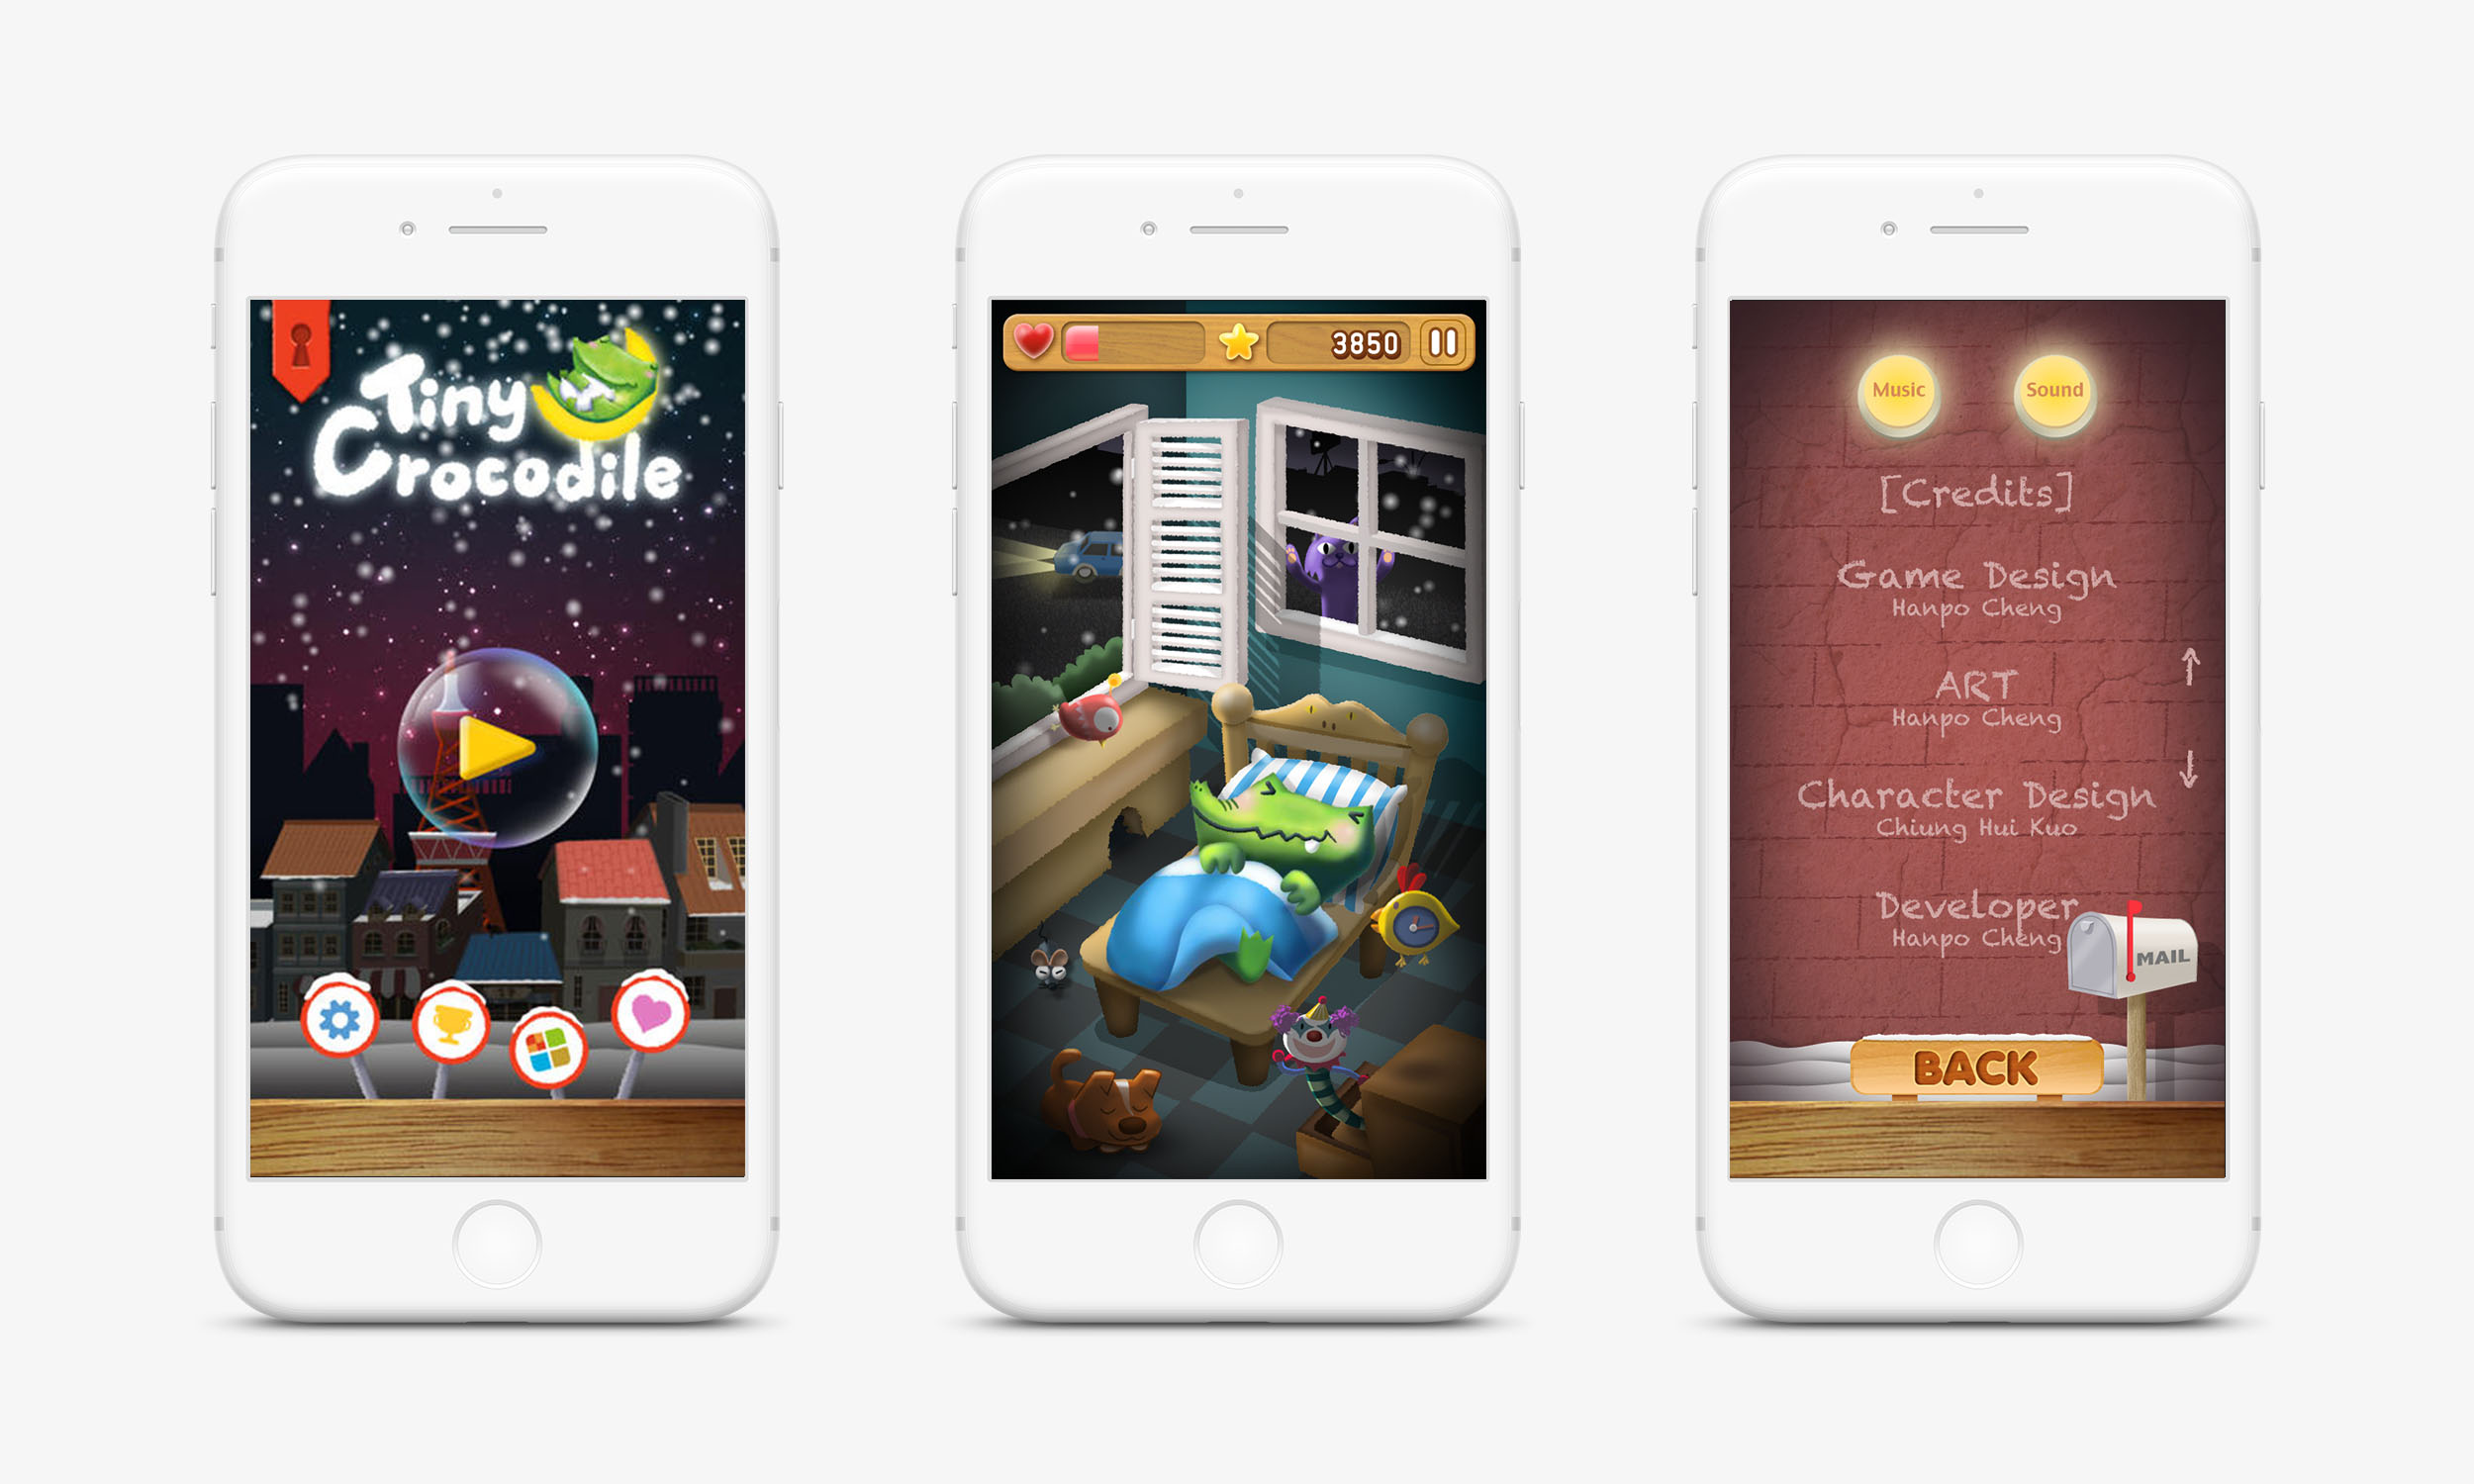 Tiny
Crocodile
3850
Music
Sound
[Credits]
Game Design
Hanpo Cheng
ART
Hanpo Cheng
Character Design
Chiung Hui Kuo
Developer
Hanpo Cheng
MAIL
BACK